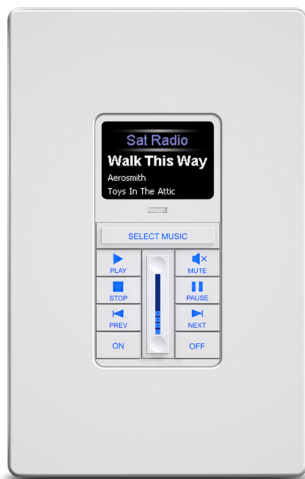 Sat Radio
Walk This Way
Aerosmith
Toys In The Attic
SELECT MUSIC
PLAY
MUTE
STOP
PAUSE
PREV
NEXT
ON
OFF